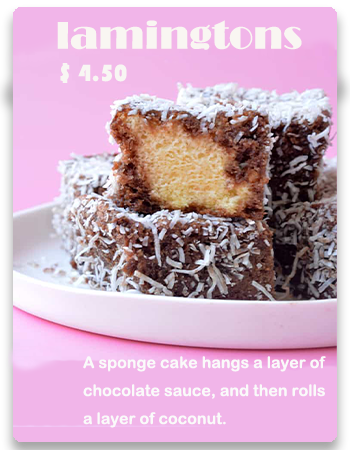 lamingtons
$ 4.50
A sponge cake hangs a layer of
chocolate sauce, and then rolls
a layer of coconut.